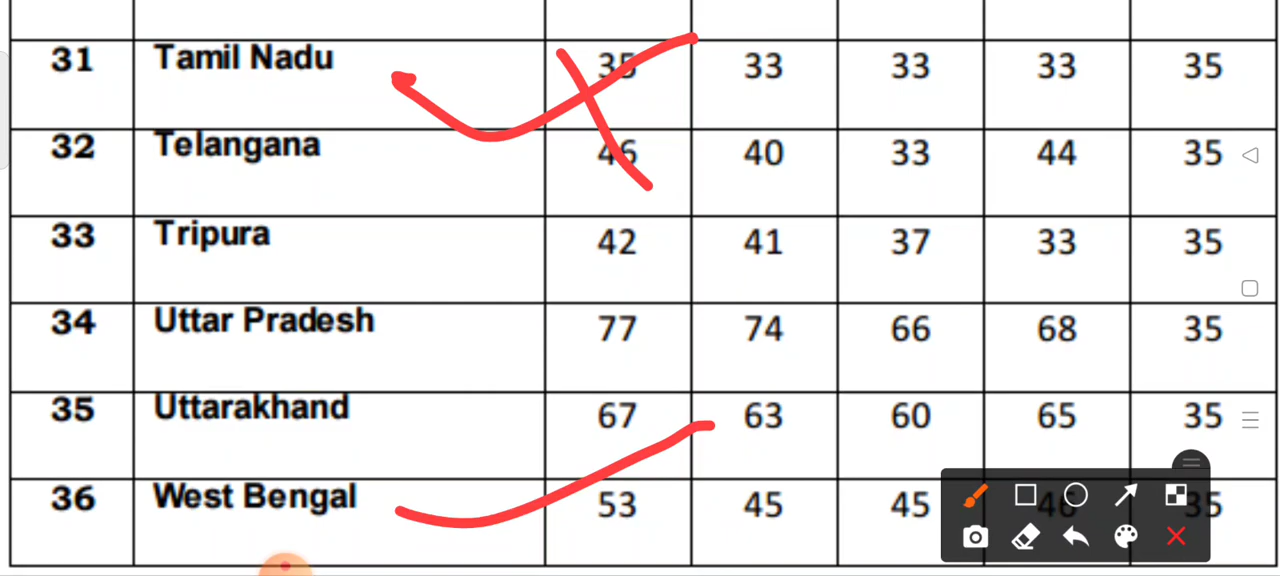 31 Tamil Nadu 35 33 33 33 35
32 Telangana 46 40 33 44 35
33 Tripura 42 41 37 33 35
34 Uttar Pradesh 77 74 66 68 35
35 Uttarakhand 67 63 60 65 35
36 West Bengal 53 45 45 46 35